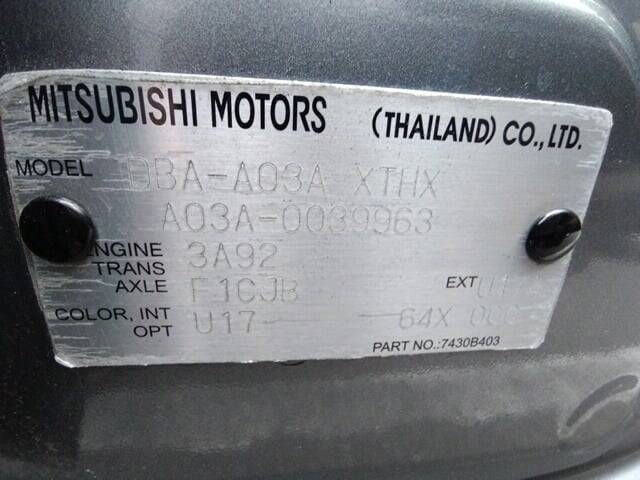 MITSUBISHI MOTORS (THAILAND) CO., LTD.
MODEL DBA-A03A XTHX
A03A-0039963
ENGINE 3A92
TRANS
AXLE F1CJB EXT
COLOR, INT U17 64X
OPT
PART NO.:7430B403